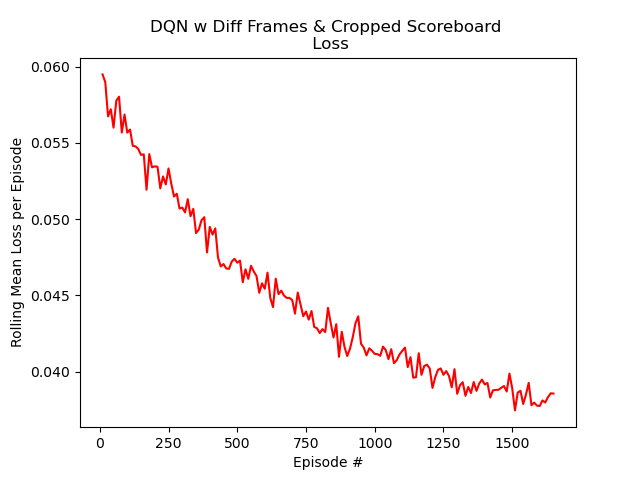 DQN w Diff Frames & Cropped Scoreboard
Loss
0.060
0.055
0.050
0.045
0.040
Rolling Mean Loss per Episode
0 250 500 750 1000 1250 1500
Episode #